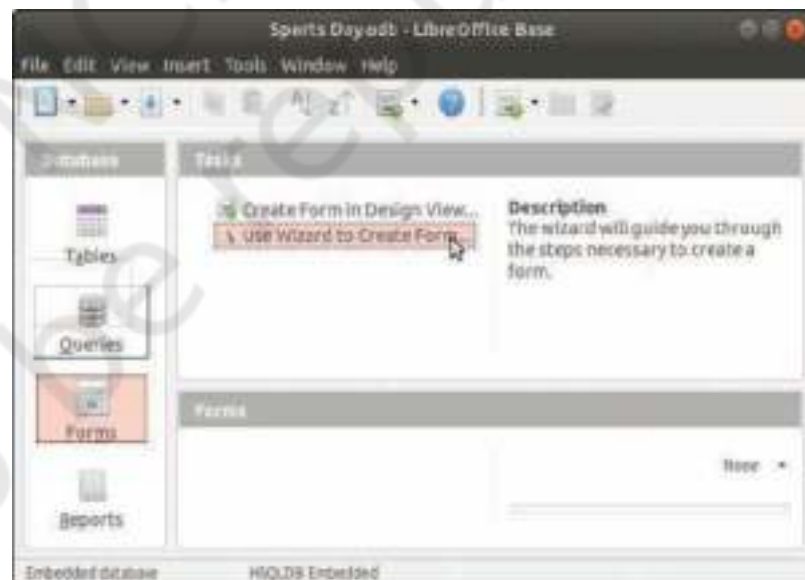 Sports Day.odb - LibreOffice Base
File Edit View Insert Tools Window Help
Database
Tasks
Tables
Queries
Forms
Reports
Create Form in Design View...
Use Wizard to Create Form...
Description
The wizard will guide you through
the steps necessary to create a
form.
Forms
None
Embedded database
HSQLDB Embedded